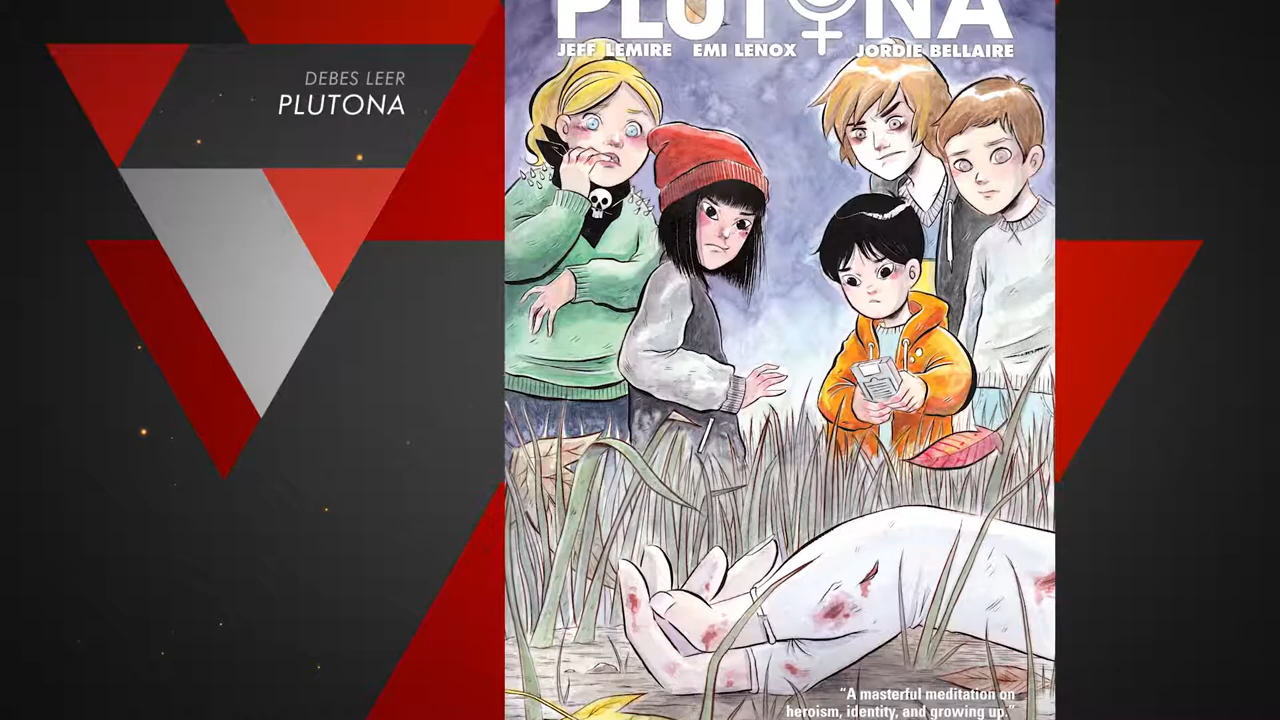 DEBES LEER
PLUTONA
PLUTONA
JEFF LEMIRE EMI LENOX JORDIE BELLAIRE
“A masterful meditation on
heroism, identity, and growing up.”